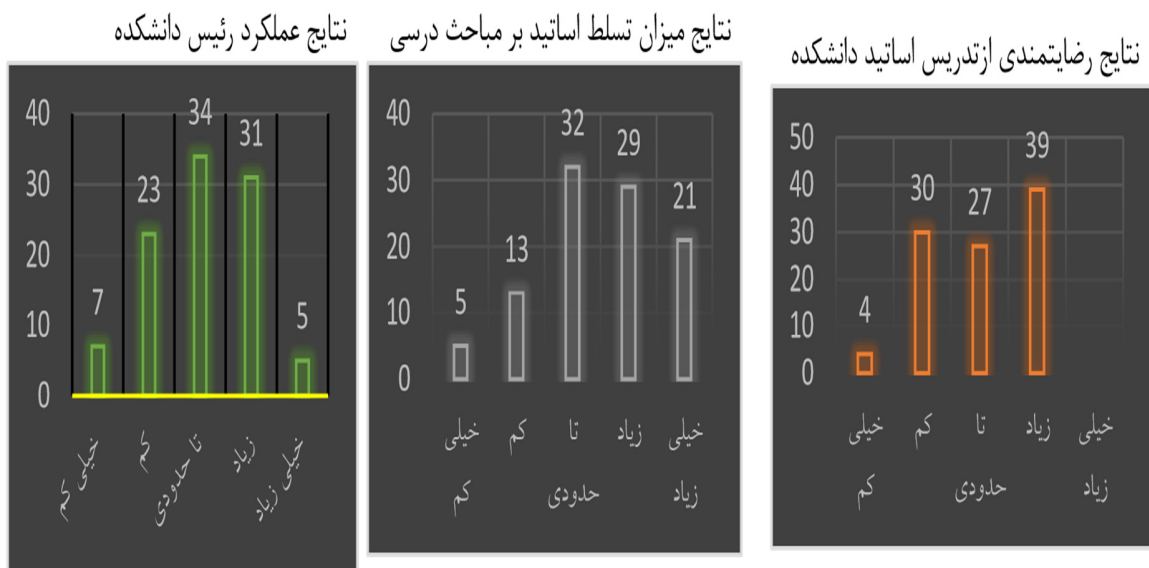 نتایج رضایتمندی ازتدریس اساتید دانشکده
50
40
30
20
10
0
4
30
27
39
خیلی کم
کم
تا حدودی
زیاد
خیلی زیاد
نتایج میزان تسلط اساتید بر مباحث درسی
40
30
20
10
0
5
13
32
29
21
خیلی کم
کم
تا حدودی
زیاد
خیلی زیاد
نتایج عملکرد رئیس دانشکده
40
30
20
10
0
7
23
34
31
5
خیلی کم
کم
تا حدودی
زیاد
خیلی زیاد